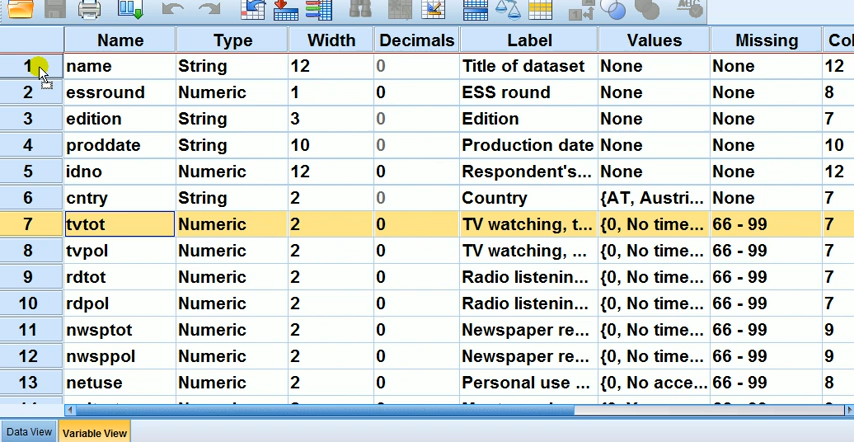 Name Type Width Decimals Label Values Missing Col
1 name String 12 0 Title of dataset None None 12
2 essround Numeric 1 0 ESS round None None 8
3 edition String 3 0 Edition None None 7
4 proddate String 10 0 Production date None None 10
5 idno Numeric 12 0 Respondent's... None None 12
6 cntry String 2 0 Country {AT, Austri... None 7
7 tvtot Numeric 2 0 TV watching, t... {0, No time... 66 - 99 7
8 tvpol Numeric 2 0 TV watching, ... {0, No time... 66 - 99 7
9 rdtot Numeric 2 0 Radio listenin... {0, No time... 66 - 99 7
10 rdpol Numeric 2 0 Radio listenin... {0, No time... 66 - 99 7
11 nwsptot Numeric 2 0 Newspaper re... {0, No time... 66 - 99 9
12 nwsppol Numeric 2 0 Newspaper re... {0, No time... 66 - 99 9
13 netuse Numeric 2 0 Personal use ... {0, No acce... 66 - 99 8
Data View Variable View